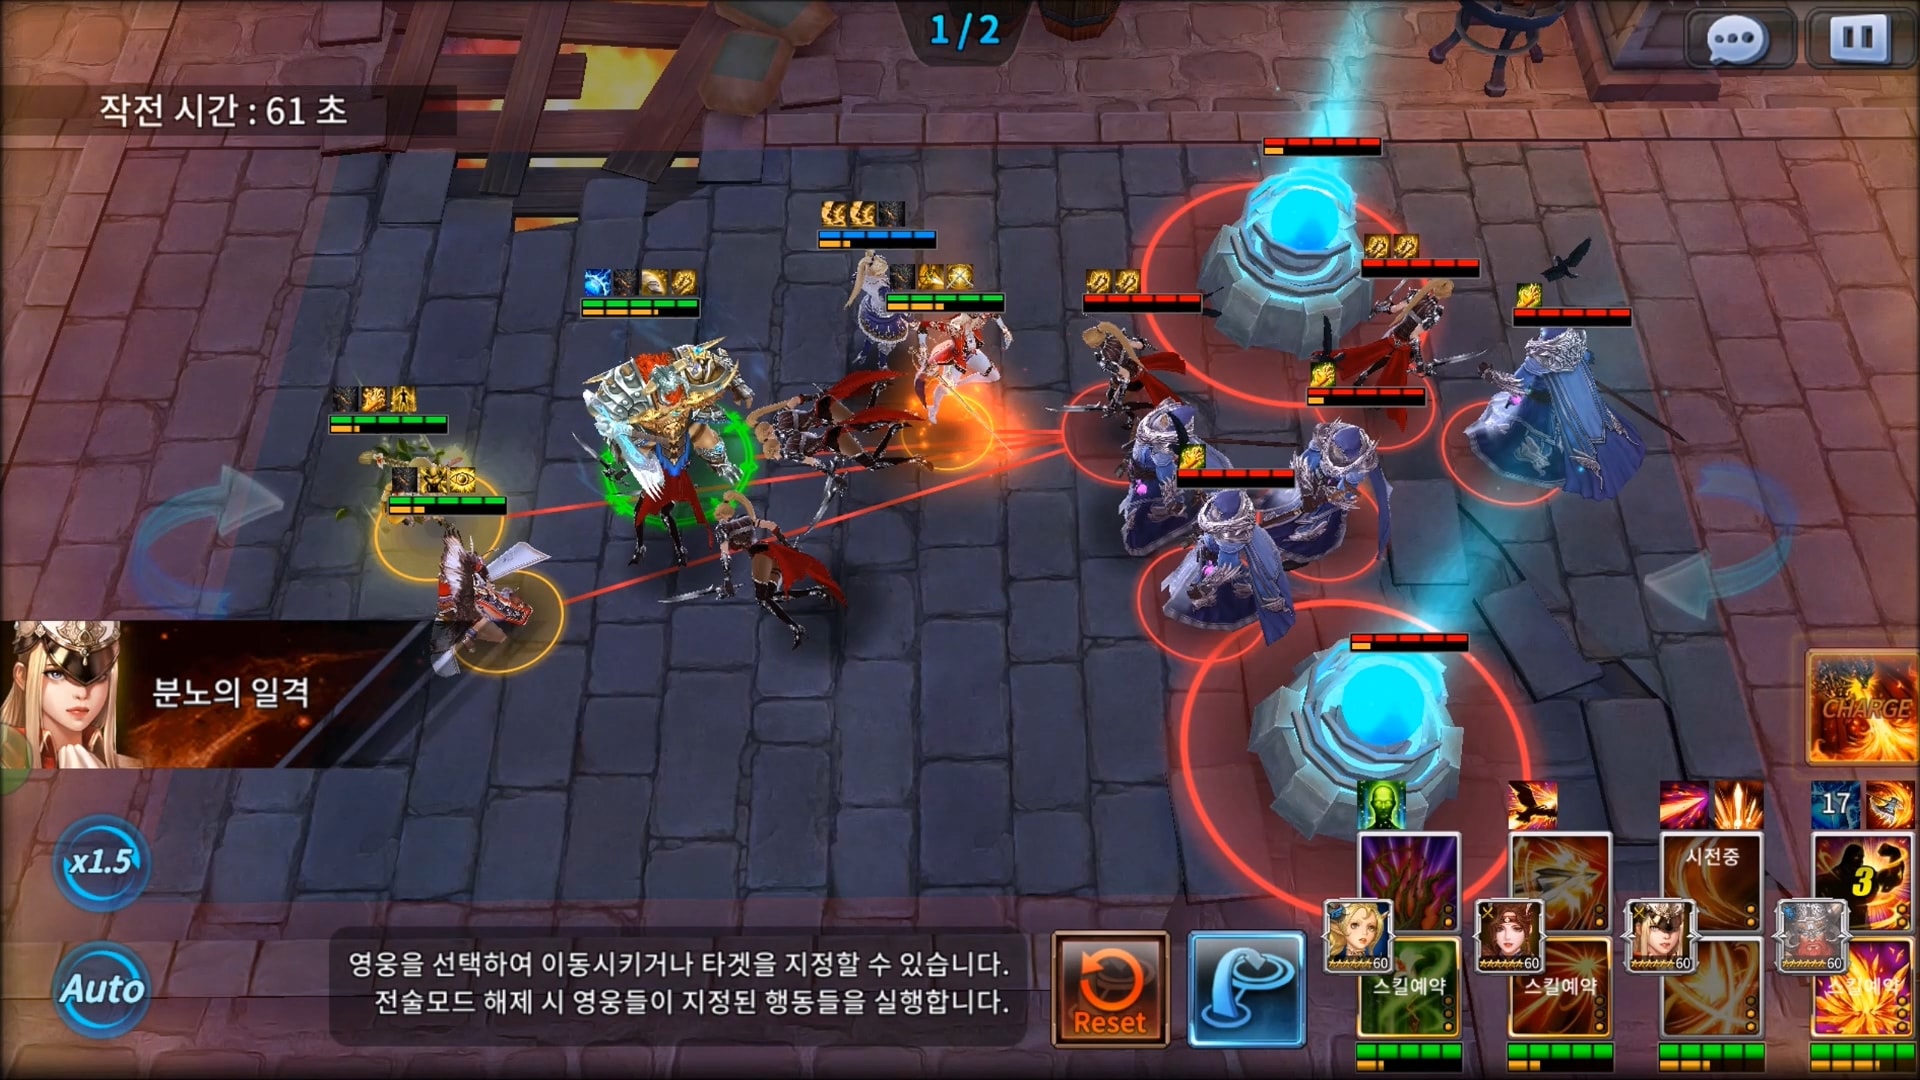 1/2
작전 시간 : 61 초
분노의 일격
CHARGE
17
x1.5
시전중
3
60
60
60
60
영웅을 선택하여 이동시키거나 타겟을 지정할 수 있습니다.
전술모드 해제 시 영웅들이 지정된 행동들을 실행합니다.
Auto
Reset
스킬예약
스킬예약
스킬예약